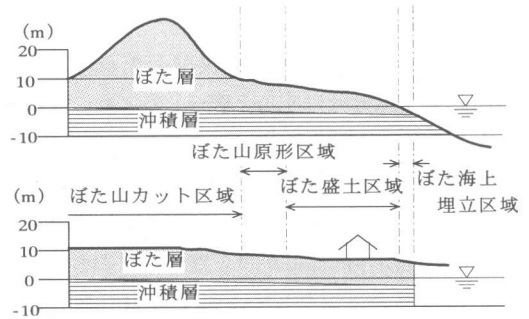 (m)
20
10
0
-10
ぼた層
沖積層
ぼた山原形区域
ぼた山カット区域
ぼた盛土区域
ぼた海上
埋立区域
(m)
20
10
0
-10
ぼた層
沖積層